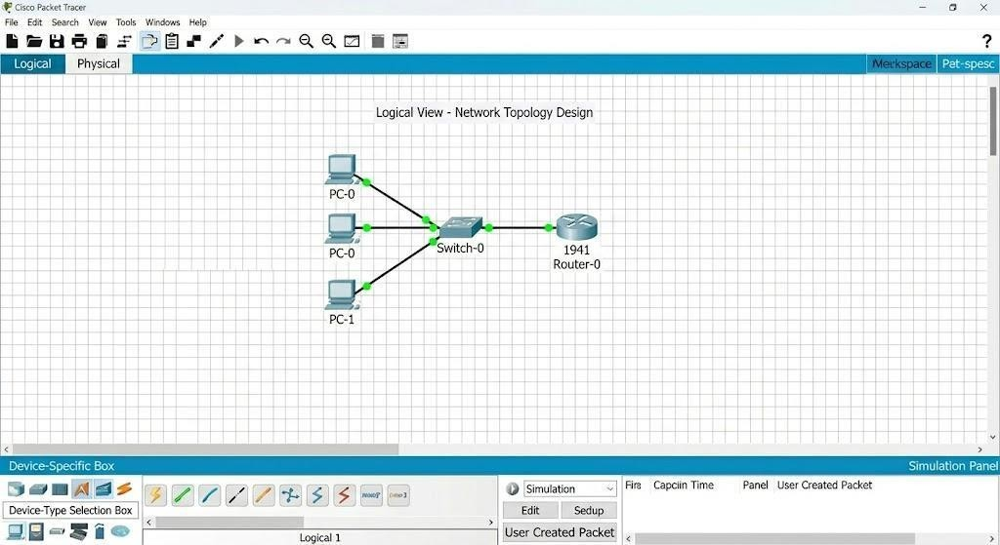 Cisco Packet Tracer
File Edit Search View Tools Windows Help
?
Logical Physical Merkspace Pet-spesc
Logical View - Network Topology Design
PC-0
PC-0
Switch-0
1941
Router-0
PC-1
Device-Specific Box Simulation Panel
Simulation
Fire Capciin Time Panel User Created Packet
Device-Type Selection Box
Edit Sedup
Logical 1
User Created Packet